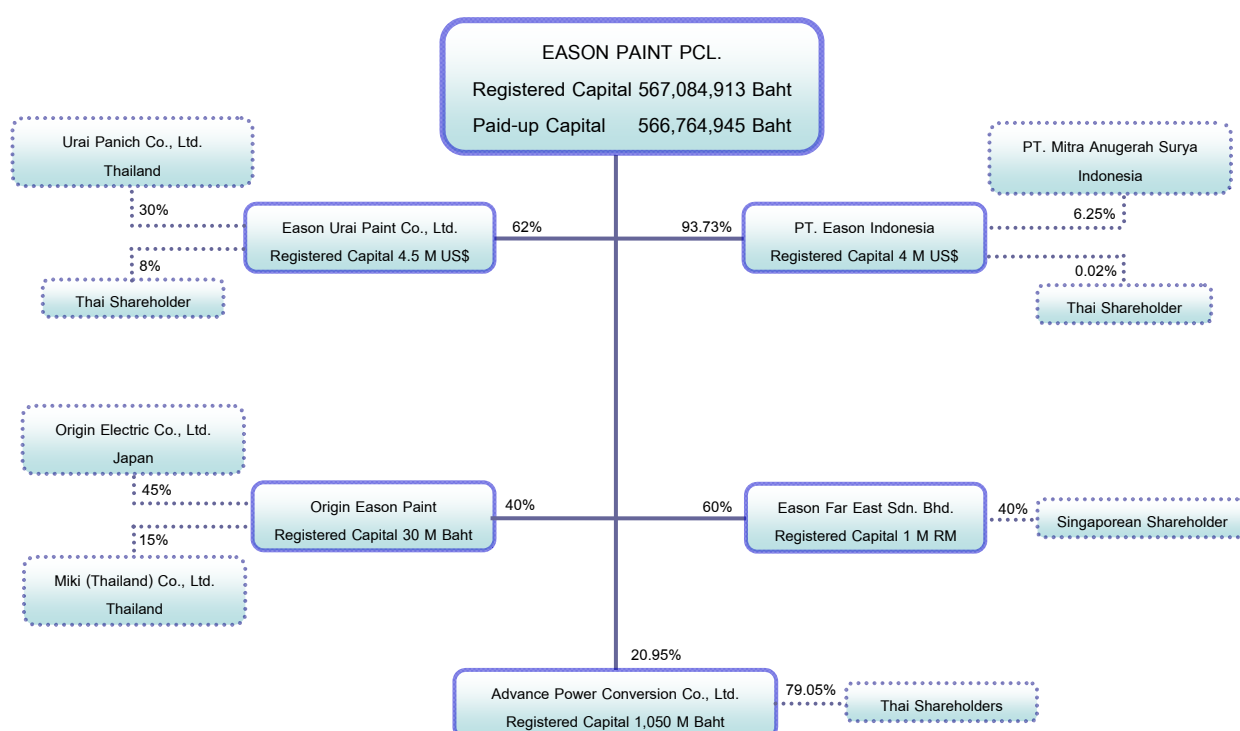 EASON PAINT PCL.
Registered Capital 567,084,913 Baht
Paid-up Capital 566,764,945 Baht
Urai Panich Co., Ltd.
Thailand
30%
8%
Thai Shareholder
Eason Urai Paint Co., Ltd.
Registered Capital 4.5 M US$
62%
93.73%
PT. Eason Indonesia
Registered Capital 4 M US$
PT. Mitra Anugerah Surya
Indonesia
6.25%
0.02%
Thai Shareholder
Origin Electric Co., Ltd.
Japan
45%
15%
Miki (Thailand) Co., Ltd.
Thailand
Origin Eason Paint
Registered Capital 30 M Baht
40%
60%
Eason Far East Sdn. Bhd.
Registered Capital 1 M RM
40%
Singaporean Shareholder
20.95%
Advance Power Conversion Co., Ltd.
Registered Capital 1,050 M Baht
79.05%
Thai Shareholders